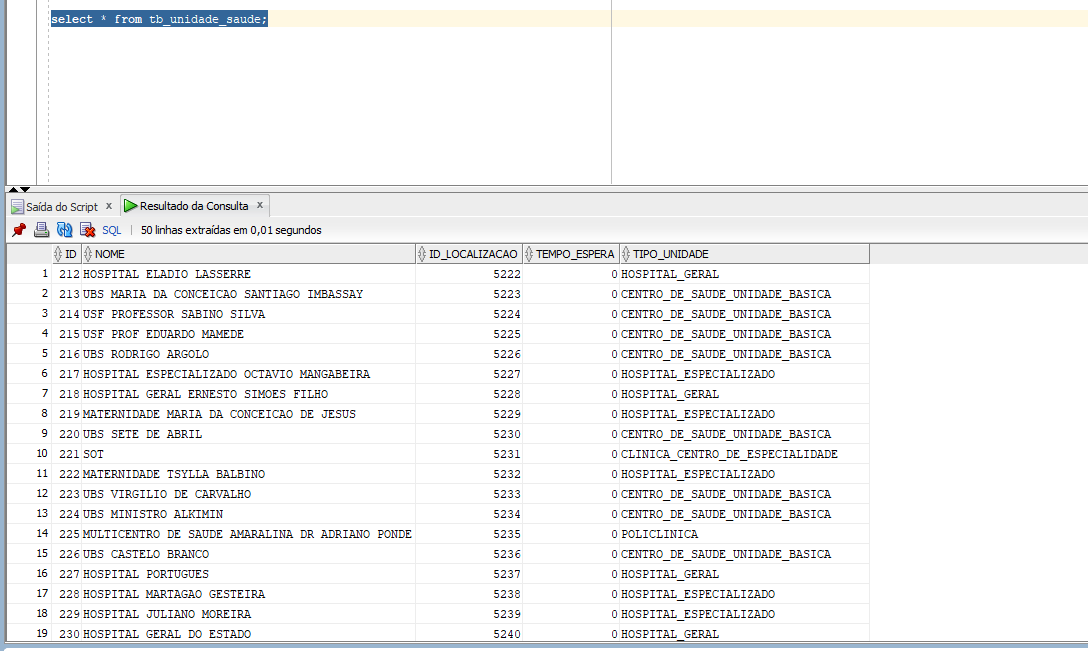 select * from tb_unidade_saude;
Saída do Script x Resultado da Consulta x
SQL 50 linhas extraídas em 0,01 segundos
ID NOME ID_LOCALIZACAO TEMPO_ESPERA TIPO_UNIDADE
1 212 HOSPITAL ELADIO LASSERRE 5222 0 HOSPITAL_GERAL
2 213 UBS MARIA DA CONCEICAO SANTIAGO IMBASSAY 5223 0 CENTRO_DE_SAUDE_UNIDADE_BASICA
3 214 USF PROFESSOR SABINO SILVA 5224 0 CENTRO_DE_SAUDE_UNIDADE_BASICA
4 215 USF PROF EDUARDO MAMEDE 5225 0 CENTRO_DE_SAUDE_UNIDADE_BASICA
5 216 UBS RODRIGO ARGOLO 5226 0 CENTRO_DE_SAUDE_UNIDADE_BASICA
6 217 HOSPITAL ESPECIALIZADO OCTAVIO MANGABEIRA 5227 0 HOSPITAL_ESPECIALIZADO
7 218 HOSPITAL GERAL ERNESTO SIMOES FILHO 5228 0 HOSPITAL_GERAL
8 219 MATERNIDADE MARIA DA CONCEICAO DE JESUS 5229 0 HOSPITAL_ESPECIALIZADO
9 220 UBS SETE DE ABRIL 5230 0 CENTRO_DE_SAUDE_UNIDADE_BASICA
10 221 SOT 5231 0 CLINICA_CENTRO_DE_ESPECIALIDADE
11 222 MATERNIDADE TSYLLA BALBINO 5232 0 HOSPITAL_ESPECIALIZADO
12 223 UBS VIRGILIO DE CARVALHO 5233 0 CENTRO_DE_SAUDE_UNIDADE_BASICA
13 224 UBS MINISTRO ALKIMIN 5234 0 CENTRO_DE_SAUDE_UNIDADE_BASICA
14 225 MULTICENTRO DE SAUDE AMARALINA DR ADRIANO PONDE 5235 0 POLICLINICA
15 226 UBS CASTELO BRANCO 5236 0 CENTRO_DE_SAUDE_UNIDADE_BASICA
16 227 HOSPITAL PORTUGUES 5237 0 HOSPITAL_GERAL
17 228 HOSPITAL MARTAGAO GESTEIRA 5238 0 HOSPITAL_ESPECIALIZADO
18 229 HOSPITAL JULIANO MOREIRA 5239 0 HOSPITAL_ESPECIALIZADO
19 230 HOSPITAL GERAL DO ESTADO 5240 0 HOSPITAL_GERAL